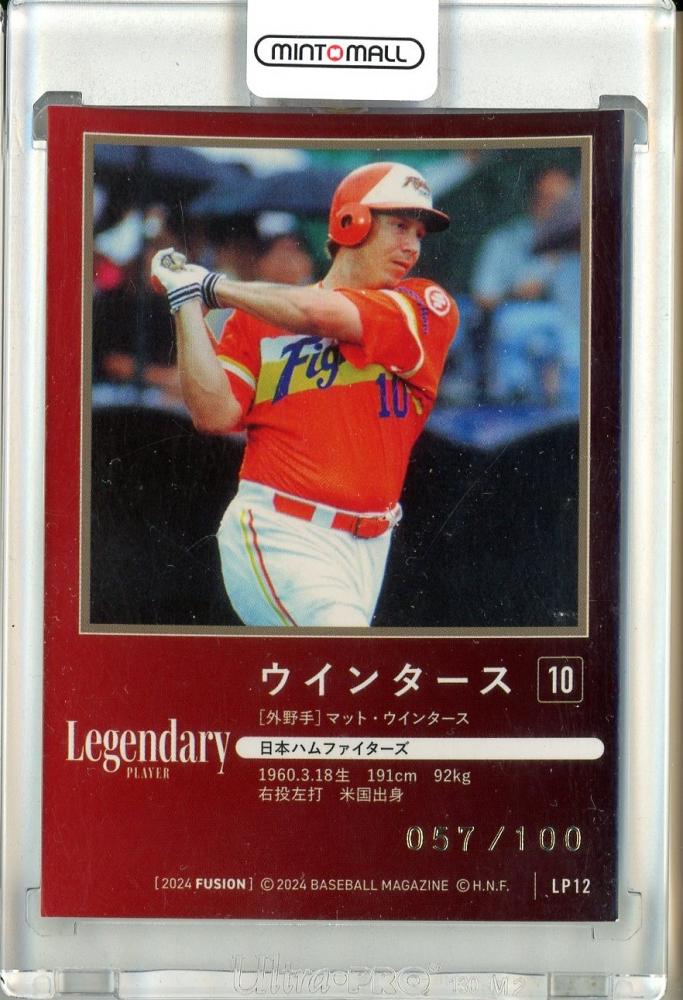 MINTOMALL
Fig
10
ウインタース 10
[外野手]マット・ウインタース
Legendary
PLAYER
日本ハムファイターズ
1960.3.18生 191cm 92kg
右投左打 米国出身
057/100
[2024 FUSION] ©2024 BASEBALL MAGAZINE ©H.N.F. LP12
Ultra•PRO